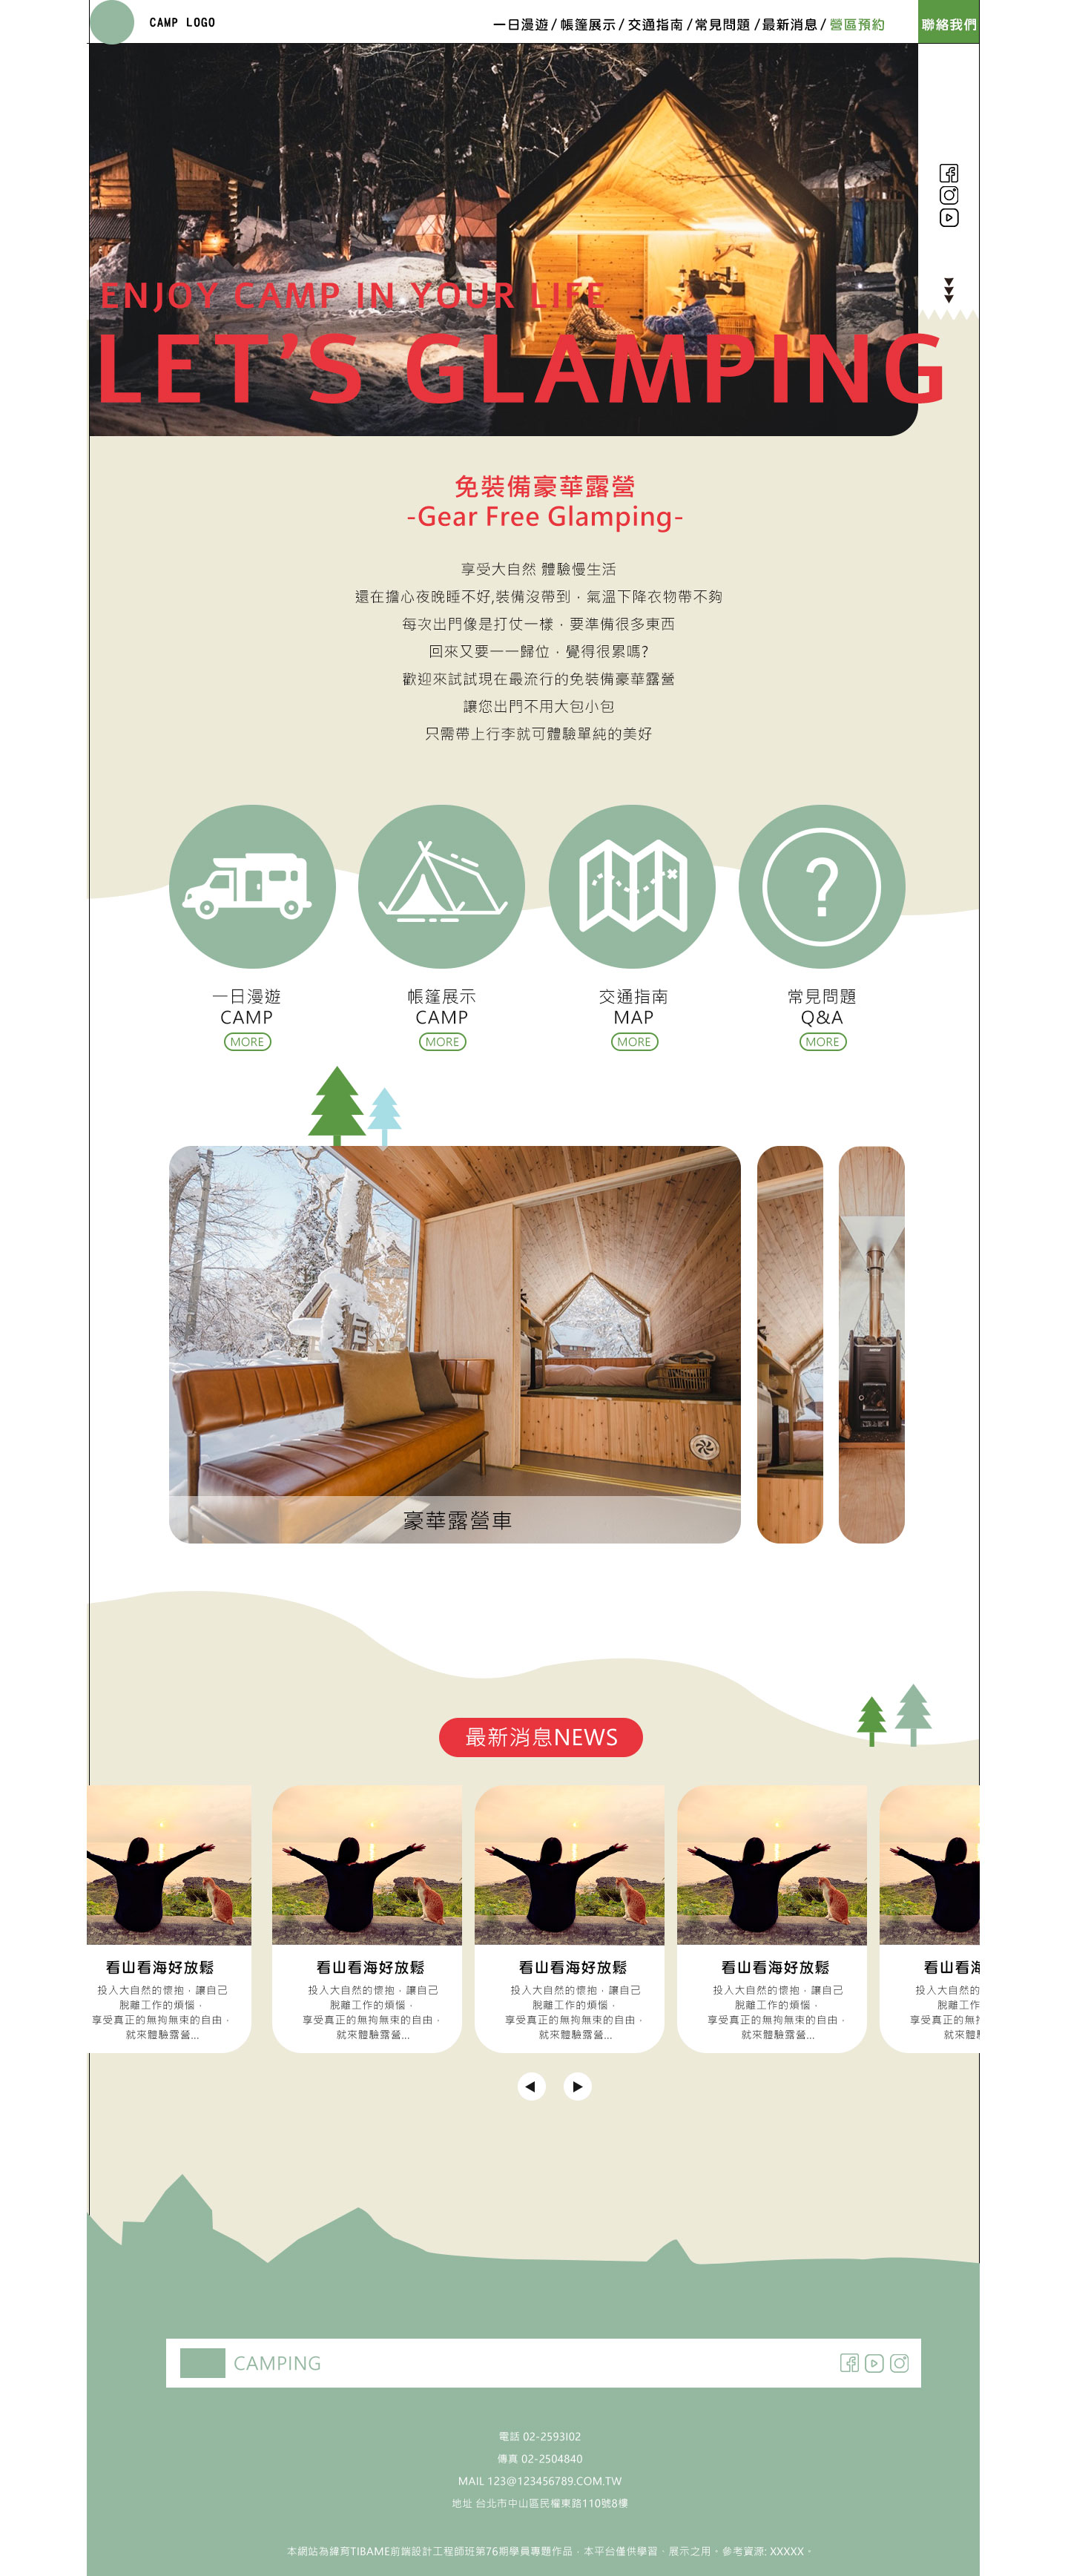 CAMP LOGO
一日漫遊/ 帳篷展示/ 交通指南 /常見問題 /最新消息/ 營區預約
聯絡我們
ENJOY CAMP IN YOUR LIFE
LET'S GLAMPING
免裝備豪華露營
-Gear Free Glamping-
享受大自然 體驗慢生活
還在擔心夜晚睡不好,裝備沒帶到，氣溫下降衣物帶不夠
每次出門像是打仗一樣，要準備很多東西
回來又要一一歸位，覺得很累嗎?
歡迎來試試現在最流行的免裝備豪華露營
讓您出門不用大包小包
只需帶上行李就可體驗單純的美好
一日漫遊
CAMP
MORE
帳篷展示
CAMP
MORE
交通指南
MAP
MORE
常見問題
Q&A
MORE
豪華露營車
最新消息NEWS
看山看海好放鬆
投入大自然的懷抱，讓自己
脫離工作的煩惱，
享受真正的無拘無束的自由，
就來體驗露營...
看山看海好放鬆
投入大自然的懷抱，讓自己
脫離工作的煩惱，
享受真正的無拘無束的自由，
就來體驗露營...
看山看海好放鬆
投入大自然的懷抱，讓自己
脫離工作的煩惱，
享受真正的無拘無束的自由，
就來體驗露營...
看山看海好放鬆
投入大自然的懷抱，讓自己
脫離工作的煩惱，
享受真正的無拘無束的自由，
就來體驗露營...
看山看海
投入大自然的
脫離工作
享受真正的無拘
就來體
CAMPING
電話 02-2593102
傳真 02-2504840
MAIL 123@123456789.COM.TW
地址 台北市中山區民權東路110號8樓
本網站為緯育TIBAME前端設計工程師班第76期學員專題作品，本平台僅供學習、展示之用。參考資源: XXXXX。